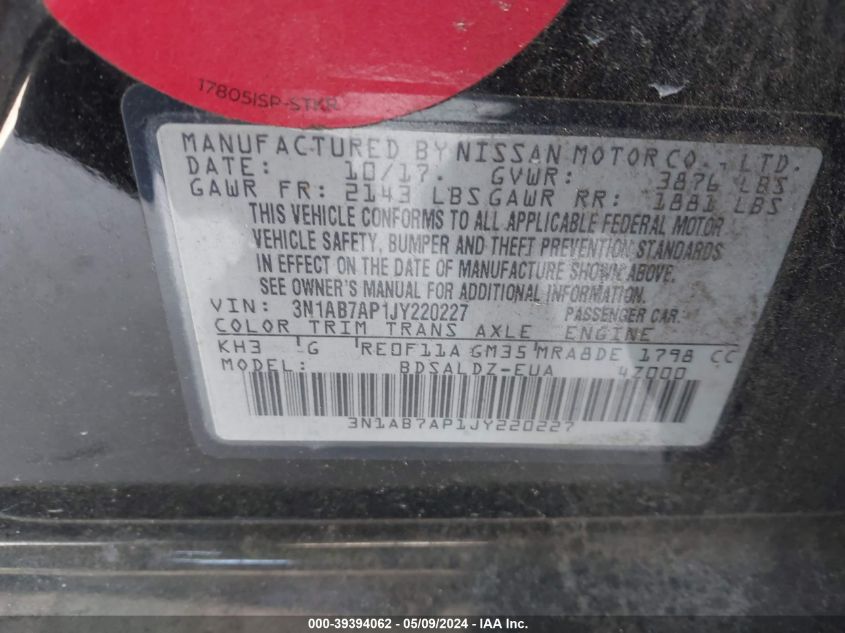 17805ISP-STKR
MANUFACTURED BY NISSAN MOTOR CO., LTD.
DATE: 10/17. GVWR: 3876 LBS
GAWR FR: 2143 LBS GAWR RR: 1881 LBS
THIS VEHICLE CONFORMS TO ALL APPLICABLE FEDERAL MOTOR
VEHICLE SAFETY, BUMPER AND THEFT PREVENTION STANDARDS
IN EFFECT ON THE DATE OF MANUFACTURE SHOWN ABOVE.
SEE OWNER'S MANUAL FOR ADDITIONAL INFORMATION.
VIN: 3N1AB7AP1JY220227 PASSENGER CAR
COLOR TRIM TRANS AXLE ENGINE
KH3 G RE0F11A GM35 MRA8DE 1798 CC
MODEL: BDSALDZ-EUA 4Z000
3N1AB7AP1JY220227
000-39394062 - 05/09/2024 - IAA Inc.